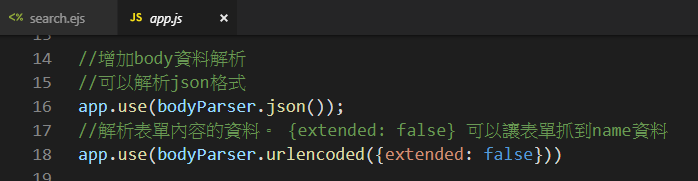 <%  search.ejs  JS  app.js  ×
13
14  //增加body資料解析
15  //可以解析json格式
16  app.use(bodyParser.json());
17  //解析表單內容的資料。 {extended: false} 可以讓表單抓到name資料
18  app.use(bodyParser.urlencoded({extended: false}))
19